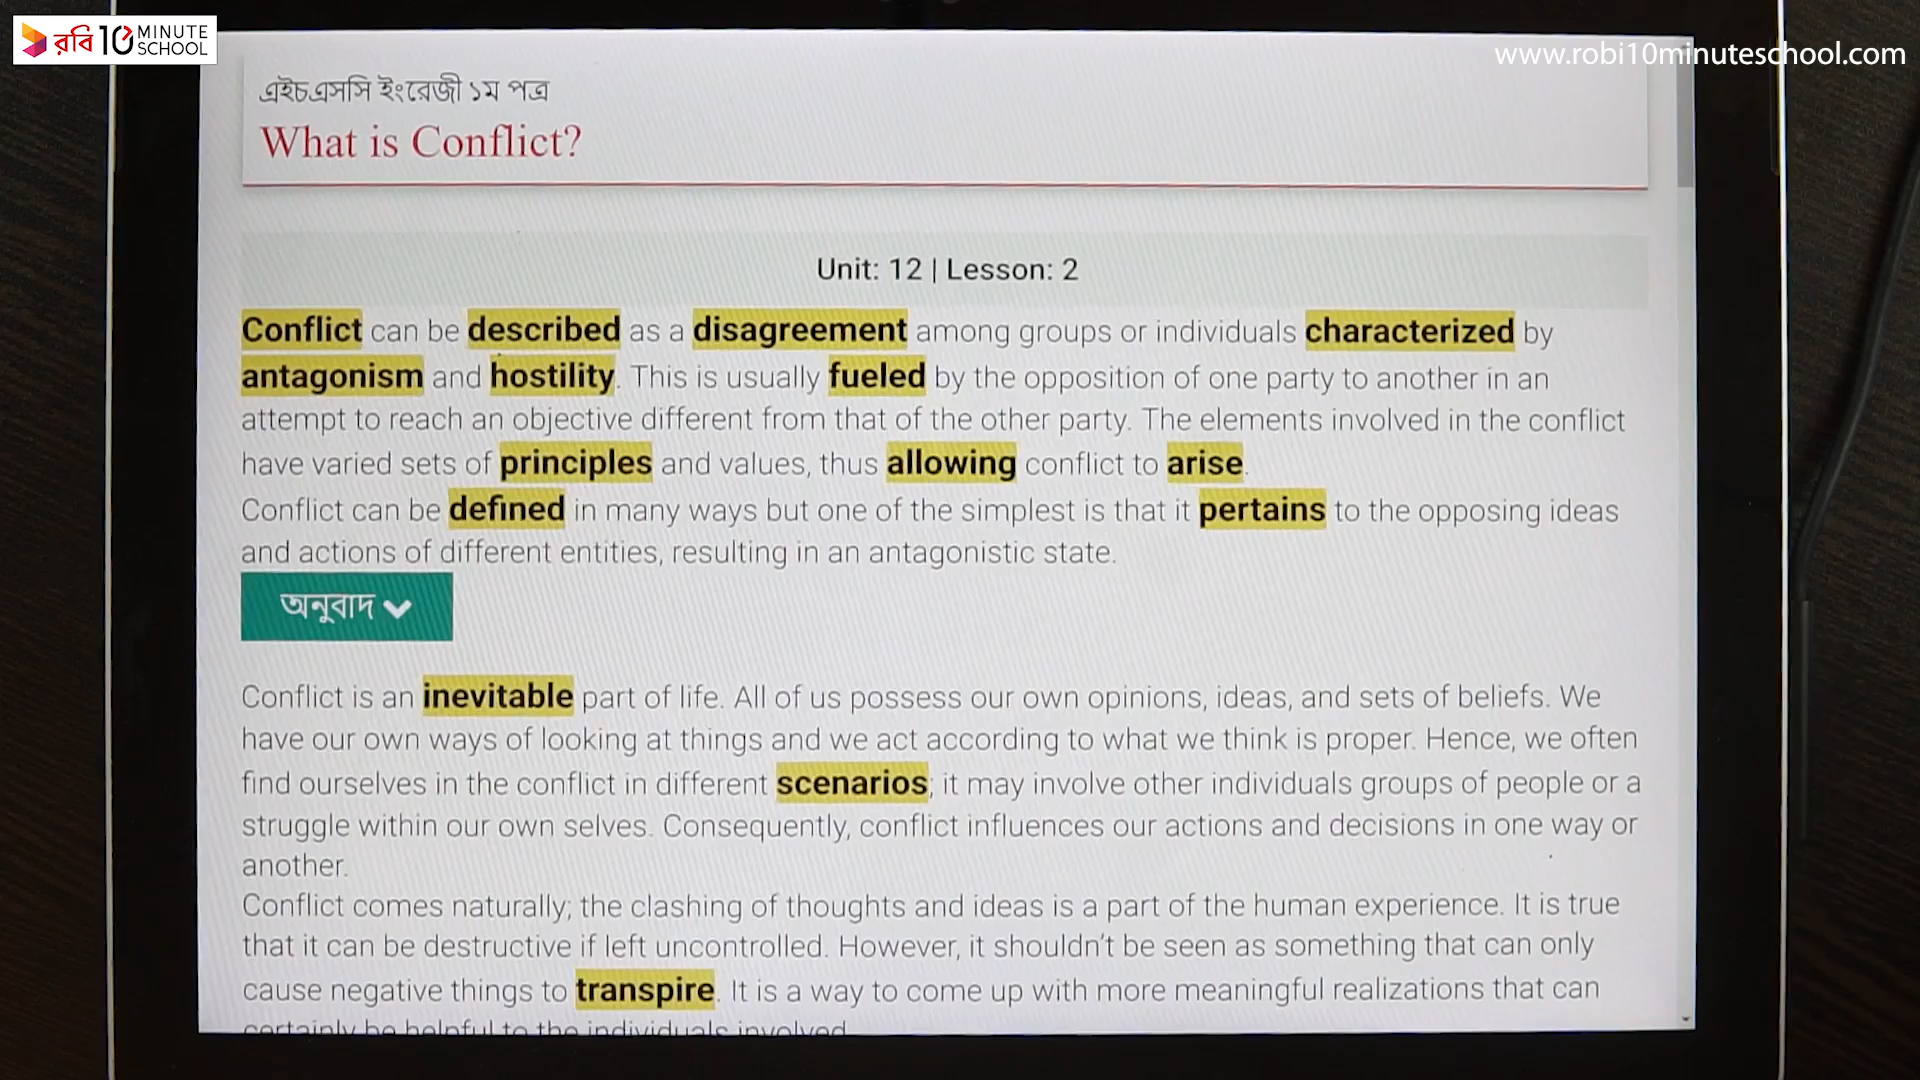 রবি 10 MINUTE SCHOOL
www.robi10minuteschool.com
এইচএসসি ইংরেজী ১ম পত্র
What is Conflict?
Unit: 12 | Lesson: 2
Conflict can be described as a disagreement among groups or individuals characterized by
antagonism and hostility. This is usually fueled by the opposition of one party to another in an
attempt to reach an objective different from that of the other party. The elements involved in the conflict
have varied sets of principles and values, thus allowing conflict to arise.
Conflict can be defined in many ways but one of the simplest is that it pertains to the opposing ideas
and actions of different entities, resulting in an antagonistic state.
অনুবাদ
Conflict is an inevitable part of life. All of us possess our own opinions, ideas, and sets of beliefs. We
have our own ways of looking at things and we act according to what we think is proper. Hence, we often
find ourselves in the conflict in different scenarios; it may involve other individuals groups of people or a
struggle within our own selves. Consequently, conflict influences our actions and decisions in one way or
another.
Conflict comes naturally; the clashing of thoughts and ideas is a part of the human experience. It is true
that it can be destructive if left uncontrolled. However, it shouldn't be seen as something that can only
cause negative things to transpire. It is a way to come up with more meaningful realizations that can
certainly be helpful to the individuals involved.